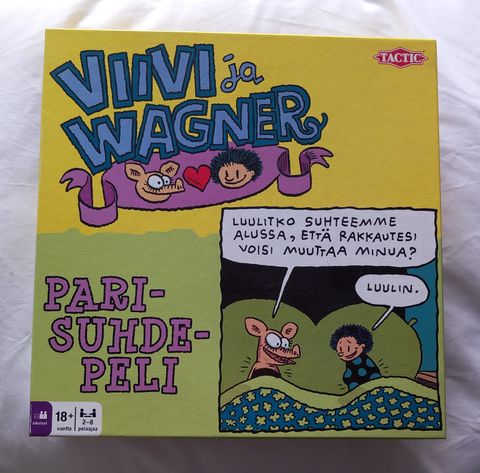 TACTIC
VIIVI ja
WAGNER
LUULITKO SUHTEEMME
ALUSSA, ETTÄ RAKKAUTESI
VOISI MUUTTAA MINUA?
LUULIN.
PARI-
SUHDE-
PELI
aikuiset
18+
vuotta
2-8
pelaajaa